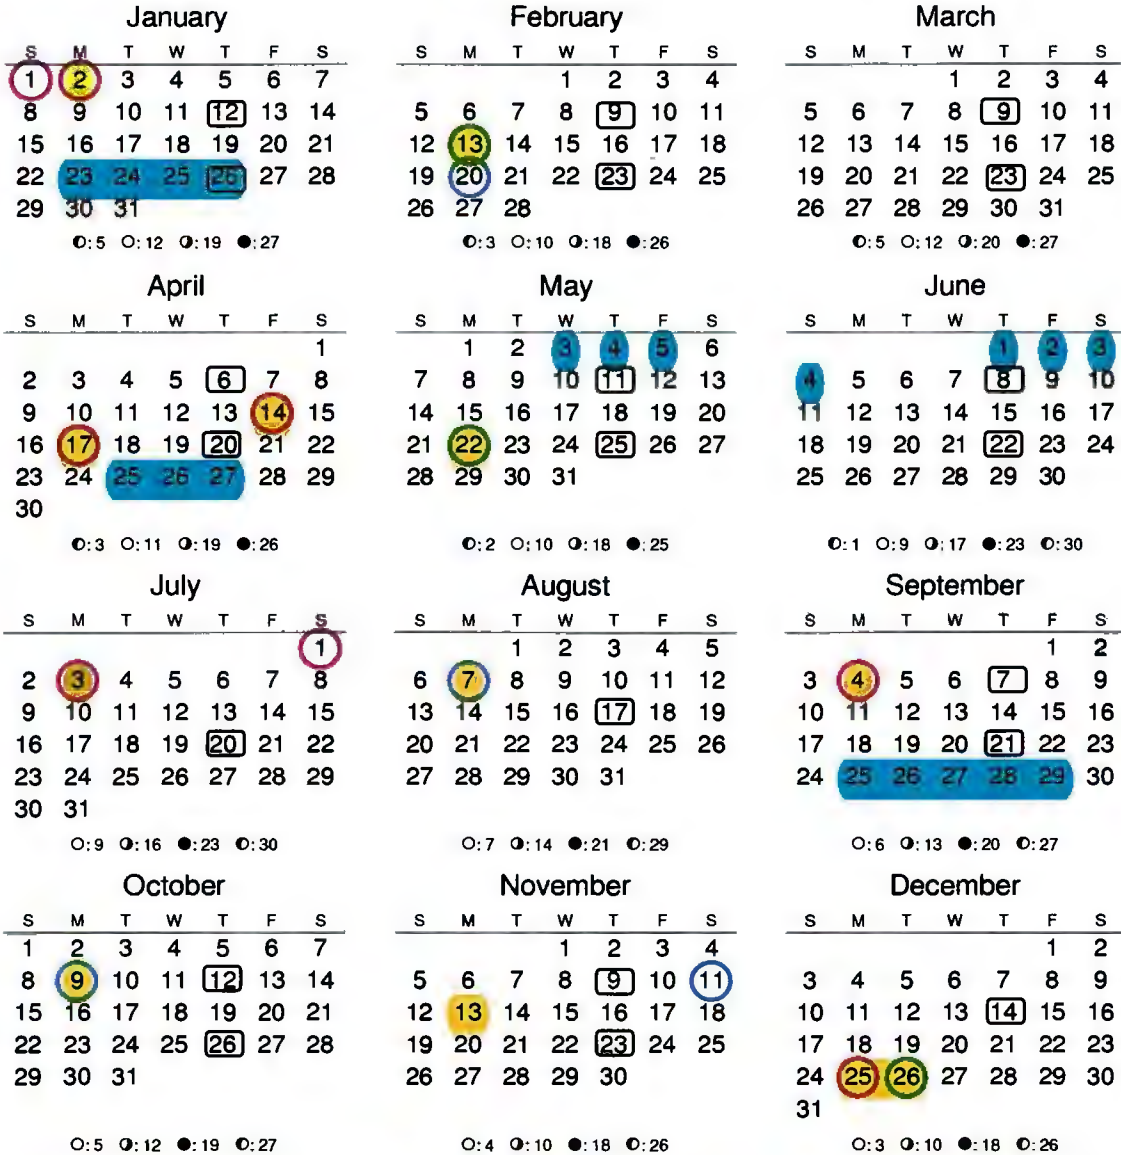 January February March
S M T W T F S S M T W T F S S M T W T F S
1 2 3 4 5 6 7 1 2 3 4 1 2 3 4
8 9 10 11 12 13 14 5 6 7 8 9 10 11 5 6 7 8 9 10 11
15 16 17 18 19 20 21 12 13 14 15 16 17 18 12 13 14 15 16 17 18
22 23 24 25 26 27 28 19 20 21 22 23 24 25 19 20 21 22 23 24 25
29 30 31 26 27 28 26 27 28 29 30 31
◐:5 ○:12 ◑:19 ●:27 ◐:3 ○:10 ◑:18 ●:26 ◐:5 ○:12 ◑:20 ●:27
April May June
S M T W T F S S M T W T F S S M T W T F S
1 1 2 3 4 5 6 1 2 3
2 3 4 5 6 7 8 7 8 9 10 11 12 13 4 5 6 7 8 9 10
9 10 11 12 13 14 15 14 15 16 17 18 19 20 11 12 13 14 15 16 17
16 17 18 19 20 21 22 21 22 23 24 25 26 27 18 19 20 21 22 23 24
23 24 25 26 27 28 29 28 29 30 31 25 26 27 28 29 30
30
◐:3 ○:11 ◑:19 ●:26 ◐:2 ○:10 ◑:18 ●:25 ◐:1 ○:9 ◑:17 ●:23 ◐:30
July August September
S M T W T F S S M T W T F S S M T W T F S
1 1 2 3 4 5 1 2
2 3 4 5 6 7 8 6 7 8 9 10 11 12 3 4 5 6 7 8 9
9 10 11 12 13 14 15 13 14 15 16 17 18 19 10 11 12 13 14 15 16
16 17 18 19 20 21 22 20 21 22 23 24 25 26 17 18 19 20 21 22 23
23 24 25 26 27 28 29 27 28 29 30 31 24 25 26 27 28 29 30
30 31
○:9 ◑:16 ●:23 ◐:30 ○:7 ◑:14 ●:21 ◐:29 ○:6 ◑:13 ●:20 ◐:27
October November December
S M T W T F S S M T W T F S S M T W T F S
1 2 3 4 5 6 7 1 2 3 4 1 2
8 9 10 11 12 13 14 5 6 7 8 9 10 11 3 4 5 6 7 8 9
15 16 17 18 19 20 21 12 13 14 15 16 17 18 10 11 12 13 14 15 16
22 23 24 25 26 27 28 19 20 21 22 23 24 25 17 18 19 20 21 22 23
29 30 31 26 27 28 29 30 24 25 26 27 28 29 30
31
○:5 ◑:12 ●:19 ◐:27 ○:4 ◑:10 ●:18 ◐:26 ○:3 ◑:10 ●:18 ◐:26